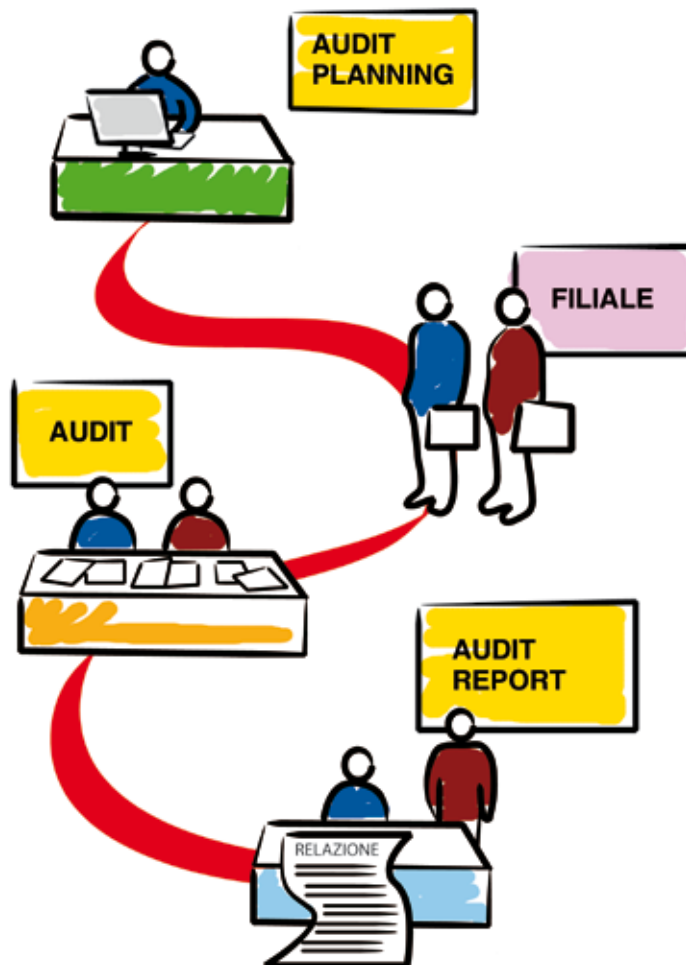 AUDIT
PLANNING
FILIALE
AUDIT
AUDIT
REPORT
RELAZIONE